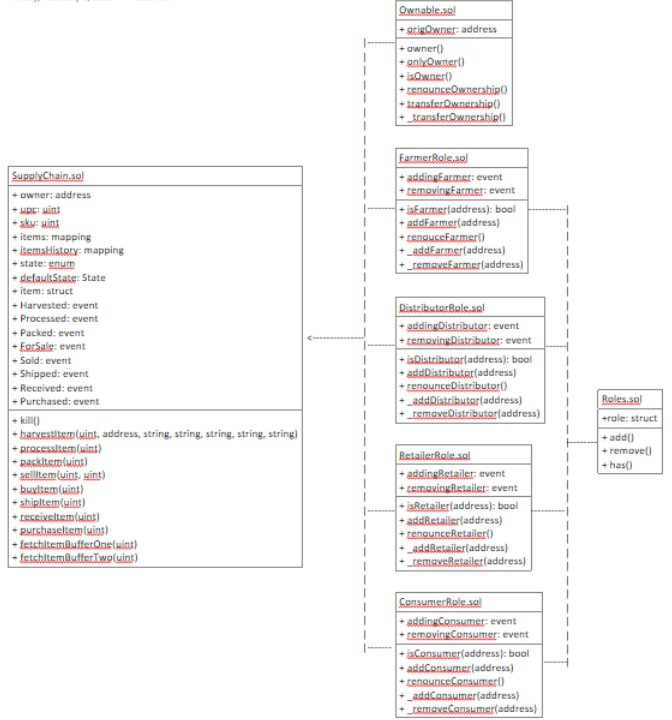 Ownable.sol
+ origOwner: address
+ owner()
+ onlyOwner()
+ isOwner()
+ renounceOwnership()
+ transferOwnership()
+ _transferOwnership()
FarmerRole.sol
+ addingFarmer: event
+ removingFarmer: event
+ isFarmer(address): bool
+ addFarmer(address)
+ renouceFarmer()
+ _addFarmer(address)
+ _removeFarmer(address)
SupplyChain.sol
+ owner: address
+ upc: uint
+ sku: uint
+ items: mapping
+ itemsHistory: mapping
+ state: enum
+ defaultState: State
+ item: struct
+ Harvested: event
+ Processed: event
+ Packed: event
+ ForSale: event
+ Sold: event
+ Shipped: event
+ Received: event
+ Purchased: event
+ kill()
+ harvestItem(uint, address, string, string, string, string, string)
+ processItem(uint)
+ packItem(uint)
+ sellItem(uint, uint)
+ buyItem(uint)
+ shipItem(uint)
+ receiveItem(uint)
+ purchaseItem(uint)
+ fetchItemBufferOne(uint)
+ fetchItemBufferTwo(uint)
DistributorRole.sol
+ addingDistributor: event
+ removingDistributor: event
+ isDistributor(address): bool
+ addDistributor(address)
+ renounceDistributor()
+ _addDistributor(address)
+ _removeDistributor(address)
Roles.sol
+role: struct
+ add()
+ remove()
+ has()
RetailerRole.sol
+ addingRetailer: event
+ removingRetailer: event
+ isRetailer(address): bool
+ addRetailer(address)
+ renounceRetailer()
+ _addRetailer(address)
+ _removeRetailer(address)
ConsumerRole.sol
+ addingConsumer: event
+ removingConsumer: event
+ isConsumer(address): bool
+ addConsumer(address)
+ renounceConsumer()
+ _addConsumer(address)
+ _removeConsumer(address)